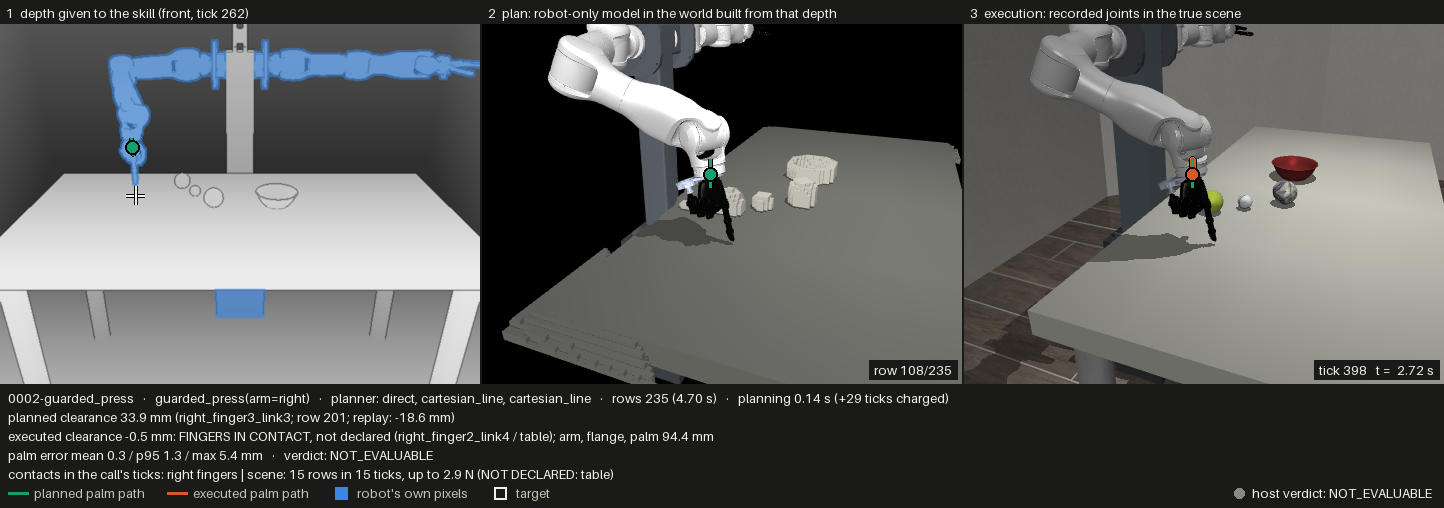 1  depth given to the skill (front, tick 262)
2  plan: robot-only model in the world built from that depth
3  execution: recorded joints in the true scene
row 108/235
tick 398  t =  2.72 s
0002-guarded_press  ·  guarded_press(arm=right)  ·  planner: direct, cartesian_line, cartesian_line  ·  rows 235 (4.70 s)  ·  planning 0.14 s (+29 ticks charged)
planned clearance 33.9 mm (right_finger3_link3; row 201; replay: -18.6 mm)
executed clearance -0.5 mm: FINGERS IN CONTACT, not declared (right_finger2_link4 / table); arm, flange, palm 94.4 mm
palm error mean 0.3 / p95 1.3 / max 5.4 mm  ·  verdict: NOT_EVALUABLE
contacts in the call's ticks: right fingers | scene: 15 rows in 15 ticks, up to 2.9 N (NOT DECLARED: table)
planned palm path
executed palm path
robot's own pixels
target
host verdict: NOT_EVALUABLE